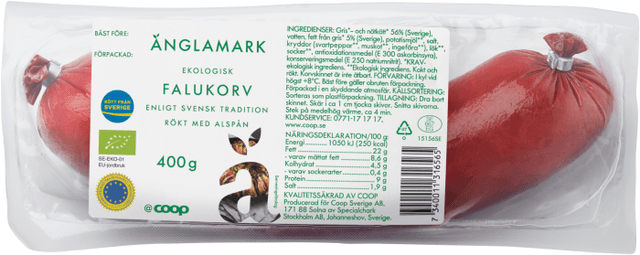 BÄST FÖRE:
FÖRPACKAD:
ÄNGLAMARK
EKOLOGISK
FALUKORV
ENLIGT SVENSK TRADITION
RÖKT MED ALSPÅN
400g
KÖTT FRÅN
SVERIGE
SE-EKO-01
EU-jordbruk
coop
ä
INGREDIENSER: Gris*- och nötkött* 56% (Sverige),
vatten, fett från gris* 5% (Sverige), potatismjöl**, salt,
kryddor (svartpeppar**, muskot**, ingefära**), lök**,
socker*, antioxidationsmedel (E 300 askorbinsyra),
konserveringsmedel (E 250 natriumnitrit). *KRAV-
ekologisk ingrediens. **Ekologisk ingrediens. Kokt och
rökt. Korvskinnet är inte ätbart. FÖRVARING: I kyl vid
högst +8°C. Bäst före gäller obruten förpackning.
Förpackad i en skyddande atmosfär. KÄLLSORTERING:
Sorteras som plastförpackning. TILLAGNING: Dra bort
skinnet. Skär i ca 1 cm tjocka skivor. Snitta skivorna.
Stek på medelhög värme, ca 4 min.
KUNDSERVICE: 0771-17 17 17,
www.coop.se
NÄRINGSDEKLARATION/100 g:
Energi 1050 kJ (250 kcal)
Fett 22 g
- varav mättat fett 8,6 g
Kolhydrat 4,5 g
- varav sockerarter 0,4 g
Protein 9 g
Salt 1,9 g
KVALITETSSÄKRAD AV COOP
Producerad för Coop Sverige AB,
171 88 Solna av Specialchark
Stockholm AB, Johanneshov, Sverige.
15156SE
7 340011 316565